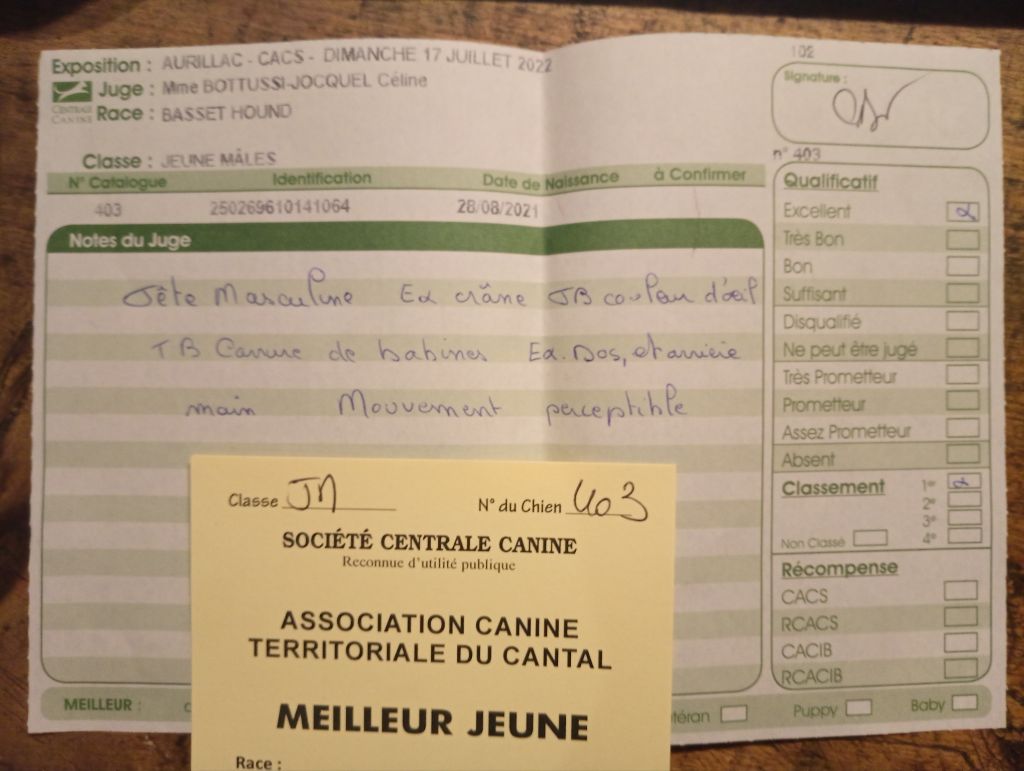 102
Exposition : AURILLAC - CACS - DIMANCHE 17 JUILLET 2022
Juge : Mme BOTTUSSI-JOCQUEL Céline
CENTRALE CANINE
Race : BASSET HOUND
Signature :
Classe : JEUNE MÂLES
n° 403
N° Catalogue Identification Date de Naissance à Confirmer
403 250269610141064 28/08/2021
Notes du Juge
Tête Masculine Ex crâne TB couleur d'œil
TB Carrure de babines Ex. Dos, et arrière
main Mouvement perceptible
Qualificatif
Excellent
Très Bon
Bon
Suffisant
Disqualifié
Ne peut être jugé
Très Prometteur
Prometteur
Assez Prometteur
Absent
Classement 1er
2e
3e
Non Classé 4e
Récompense
CACS
RCACS
CACIB
RCACIB
MEILLEUR : Puppy Baby
Classe N° du Chien 403
SOCIÉTÉ CENTRALE CANINE
Reconnue d'utilité publique
ASSOCIATION CANINE
TERRITORIALE DU CANTAL
MEILLEUR JEUNE
Race :